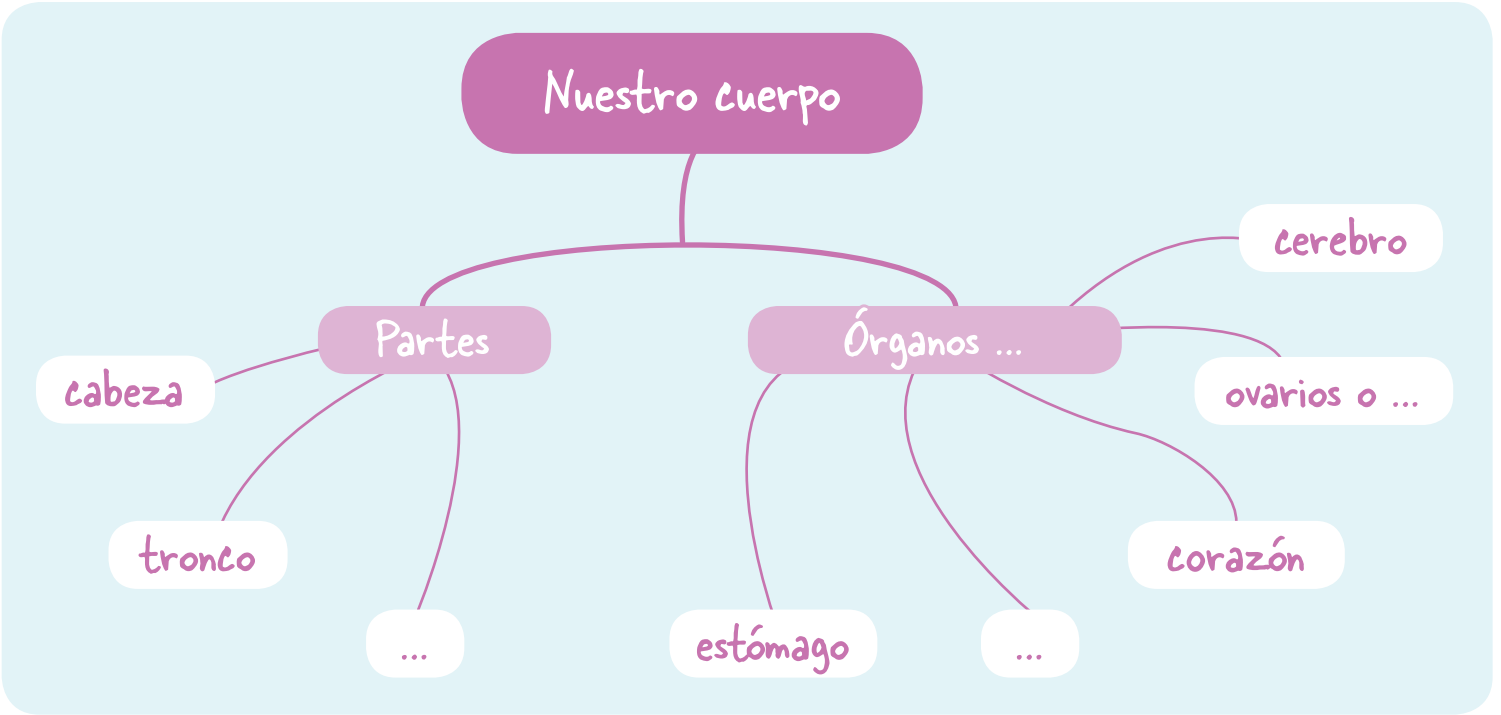 Nuestro cuerpo
Partes
cabeza
tronco
...
Órganos ...
estómago
...
corazón
ovarios o ...
cerebro